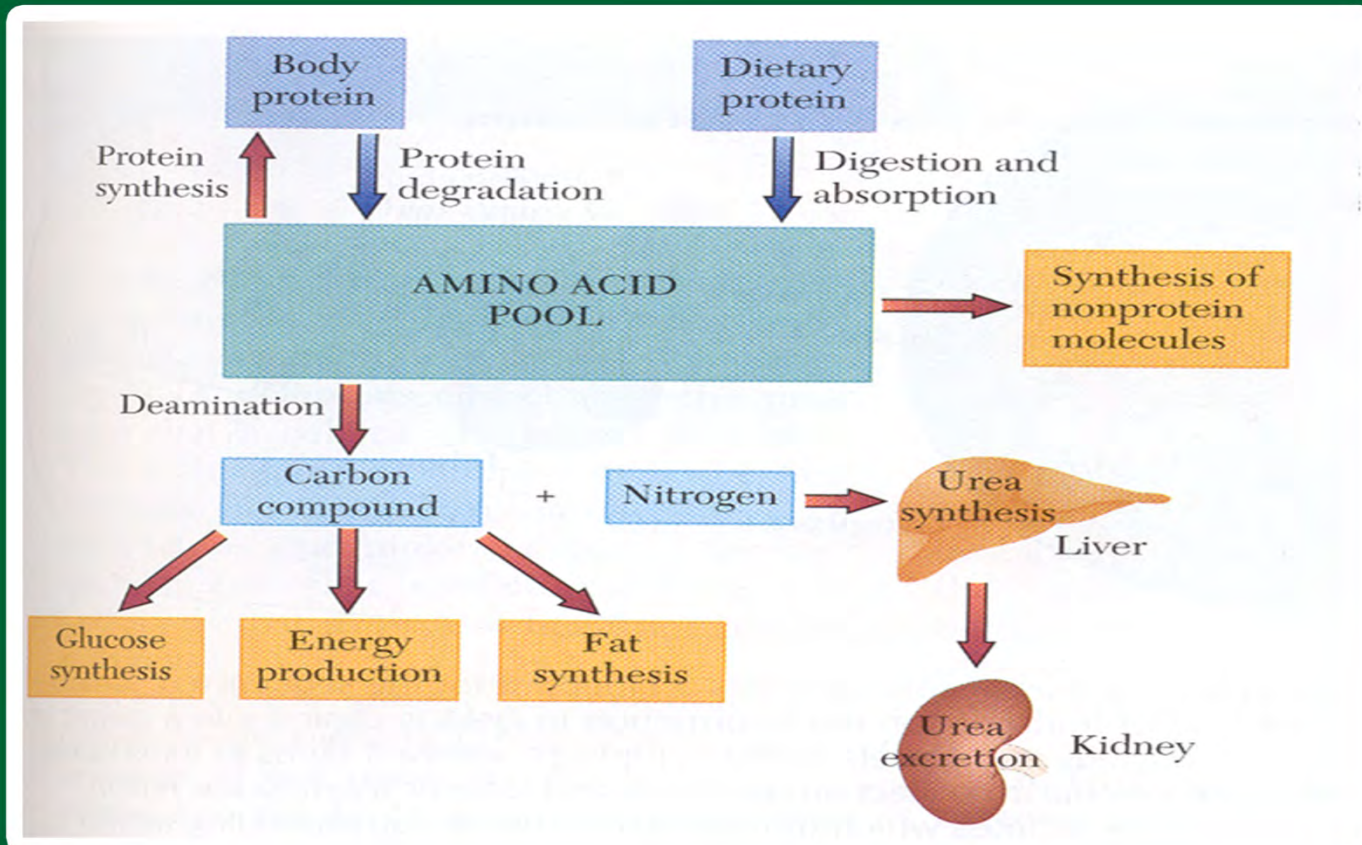 Body
protein
Dietary
protein
Protein
synthesis
Protein
degradation
Digestion and
absorption
AMINO ACID
POOL
Synthesis of
nonprotein
molecules
Deamination
Carbon
compound
+
Nitrogen
Urea
synthesis
Liver
Glucose
synthesis
Energy
production
Fat
synthesis
Urea
excretion
Kidney